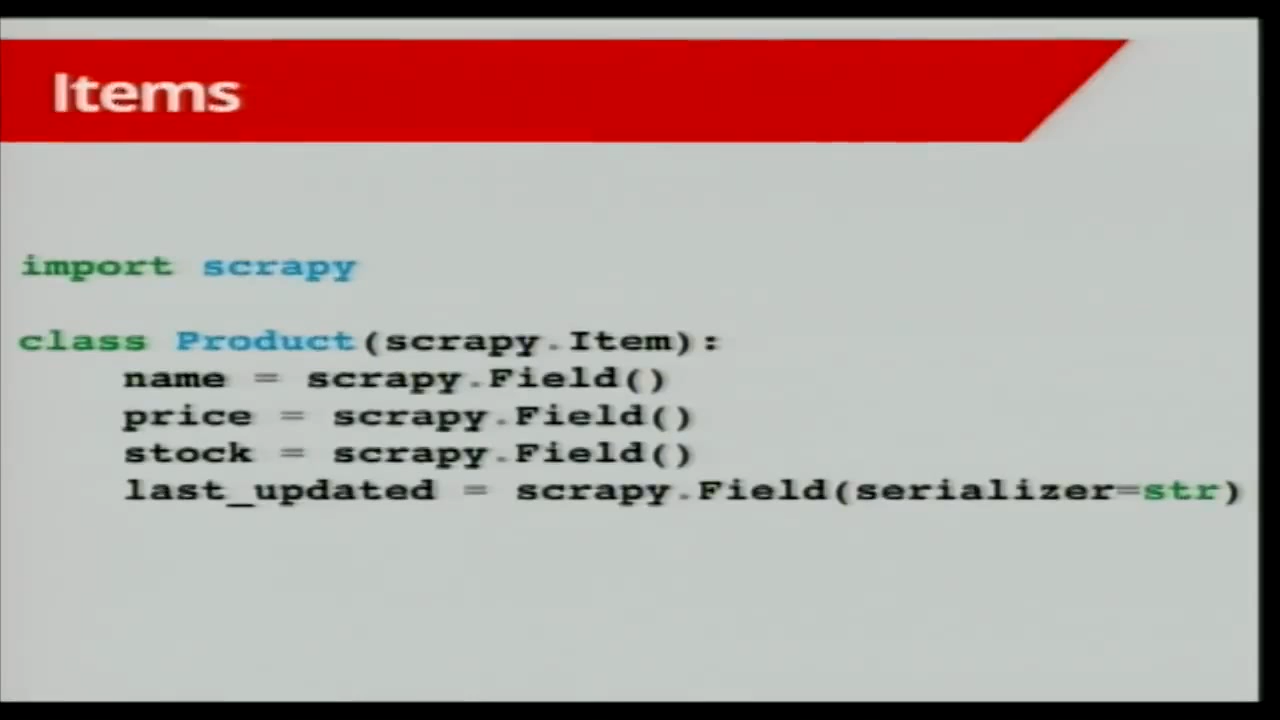 Items
import scrapy
class Product(scrapy.Item):
    name = scrapy.Field()
    price = scrapy.Field()
    stock = scrapy.Field()
    last_updated = scrapy.Field(serializer=str)